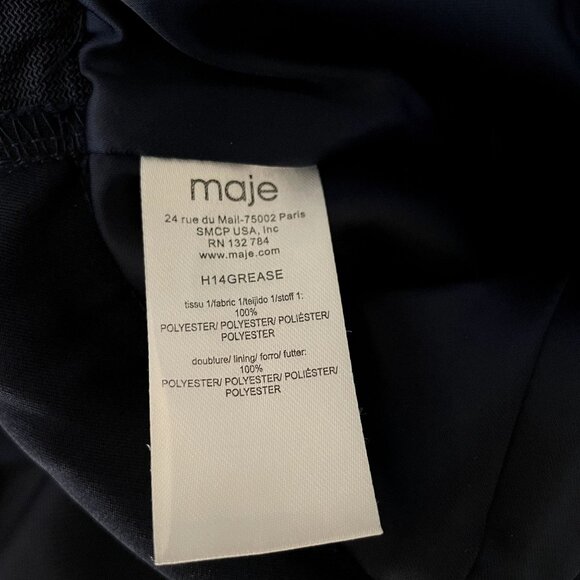 maje
24 rue du Mail-75002 Paris
SMCP USA, Inc
RN 132 784
www.maje.com
H14GREASE
tissu 1/fabric 1/teijido 1/stoff 1:
100%
POLYESTER/ POLYESTER/ POLIÉSTER/
POLYESTER
doublure/ lining/ forro/ futter:
100%
POLYESTER/ POLYESTER/ POLIÉSTER/
POLYESTER